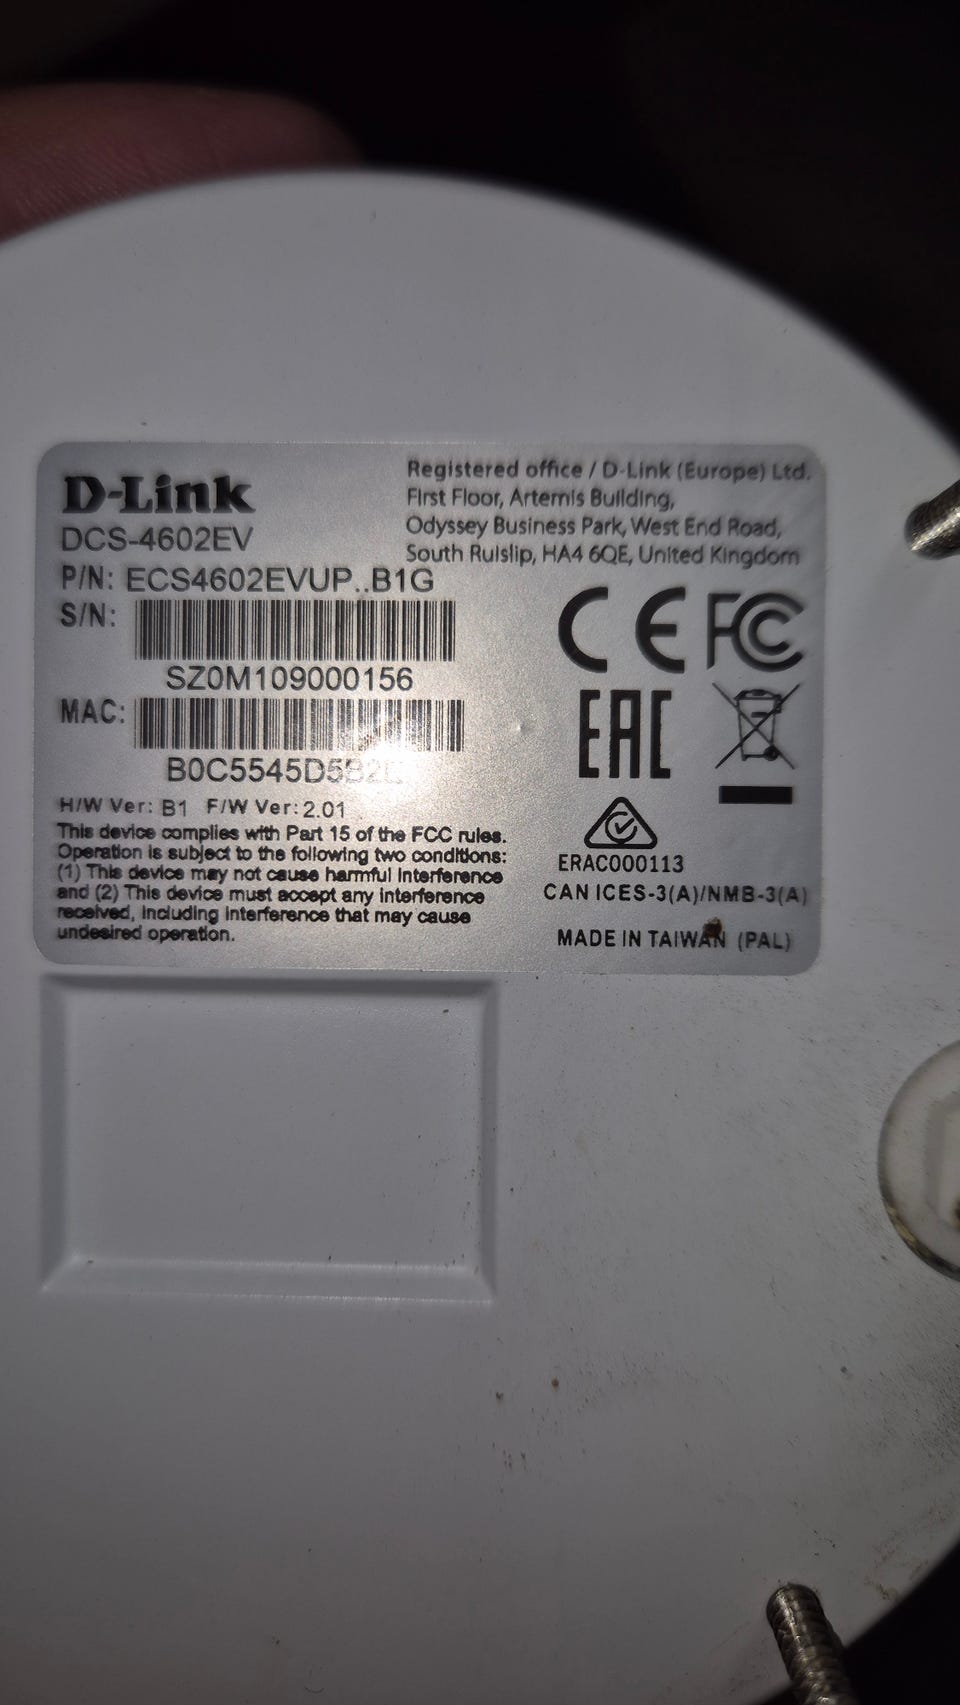 D-Link
DCS-4602EV
P/N: ECS4602EVUP..B1G
S/N:
SZ0M109000156
MAC:
H/W Ver: B1 F/W Ver: 2.01
This device complies with Part 15 of the FCC rules.
Operation is subject to the following two conditions:
(1) This device may not cause harmful interference
and (2) This device must accept any interference
received, including interference that may cause
undesired operation.
Registered office / D-Link (Europe) Ltd.
First Floor, Artemis Building,
Odyssey Business Park, West End Road,
South Ruislip, HA4 6QE, United Kingdom
CE FC
EAC
ERAC000113
CAN ICES-3(A)/NMB-3(A)
MADE IN TAIWAN (PAL)